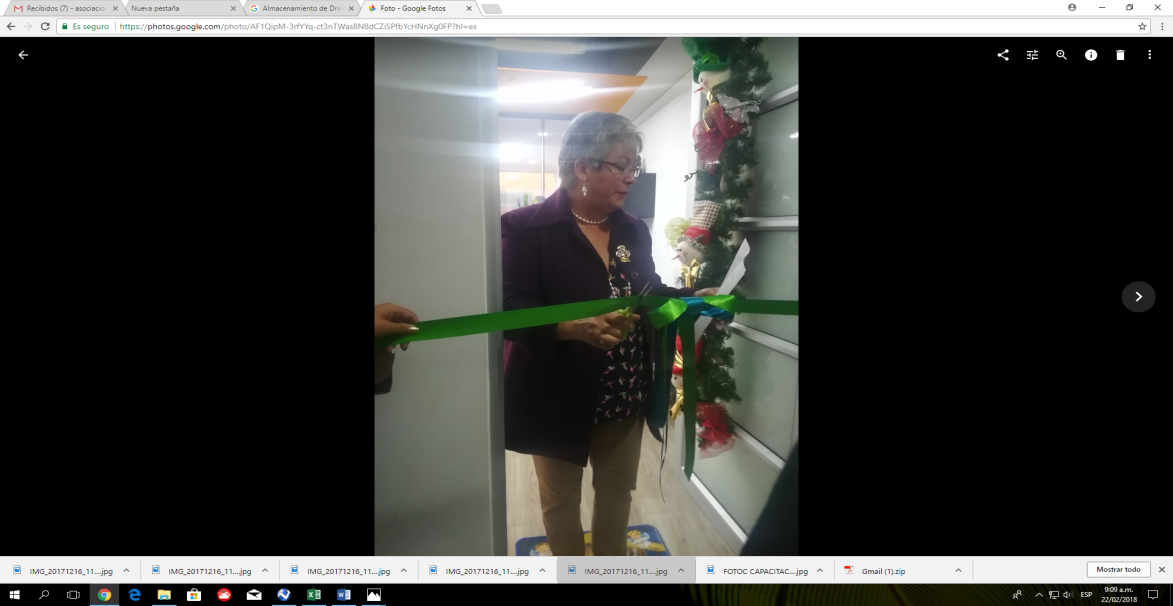 Recibidos (7) - asociacio
Nueva pestaña
Almacenamiento de Driv
Foto - Google Fotos
Es seguro
https://photos.google.com/photo/AF1QipM-3rfYYq-ct3nTWas8N8dCZiSPfbYcHNnXg0FP?hl=es
IMG_20171216_11....jpg
IMG_20171216_11....jpg
IMG_20171216_11....jpg
IMG_20171216_11....jpg
IMG_20171216_11....jpg
FOTOC CAPACITAC....jpg
Gmail (1).zip
Mostrar todo
ESP
9:09 a.m.
22/02/2018